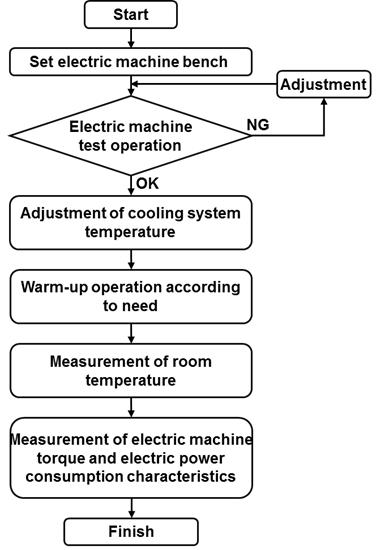 Start
Set electric machine bench
Adjustment
Electric machine
test operation
NG
OK
Adjustment of cooling system
temperature
Warm-up operation according
to need
Measurement of room
temperature
Measurement of electric machine
torque and electric power
consumption characteristics
Finish